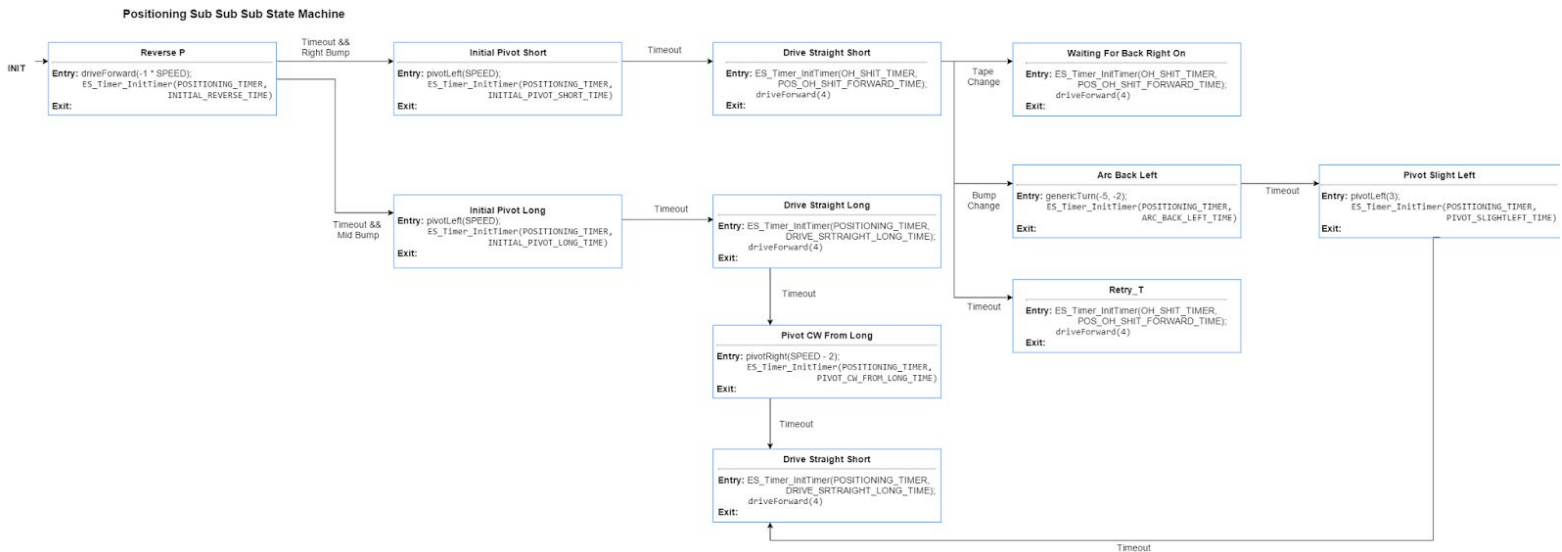 Positioning Sub Sub Sub State Machine
INIT
Reverse P
Entry: driveForward(-1 * SPEED);
ES_Timer_InitTimer(POSITIONING_TIMER,
INITIAL_REVERSE_TIME)
Exit:
Timeout &&
Right Bump
Initial Pivot Short
Entry: pivotLeft(SPEED);
ES_Timer_InitTimer(POSITIONING_TIMER,
INITIAL_PIVOT_SHORT_TIME)
Exit:
Timeout
Drive Straight Short
Entry: ES_Timer_InitTimer(OH_SHIT_TIMER,
POS_OH_SHIT_FORWARD_TIME);
driveForward(4)
Exit:
Tape
Change
Waiting For Back Right On
Entry: ES_Timer_InitTimer(OH_SHIT_TIMER,
POS_OH_SHIT_FORWARD_TIME);
driveForward(4)
Exit:
Timeout &&
Mid Bump
Initial Pivot Long
Entry: pivotLeft(SPEED);
ES_Timer_InitTimer(POSITIONING_TIMER,
INITIAL_PIVOT_LONG_TIME)
Exit:
Timeout
Drive Straight Long
Entry: ES_Timer_InitTimer(POSITIONING_TIMER,
DRIVE_SRTRAIGHT_LONG_TIME);
driveForward(4)
Exit:
Bump
Change
Arc Back Left
Entry: genericTurn(-5, -2);
ES_Timer_InitTimer(POSITIONING_TIMER,
ARC_BACK_LEFT_TIME)
Exit:
Timeout
Pivot Slight Left
Entry: pivotLeft(3);
ES_Timer_InitTimer(POSITIONING_TIMER,
PIVOT_SLIGHTLEFT_TIME)
Exit:
Timeout
Retry_T
Entry: ES_Timer_InitTimer(OH_SHIT_TIMER,
POS_OH_SHIT_FORWARD_TIME);
driveForward(4)
Exit:
Timeout
Pivot CW From Long
Entry: pivotRight(SPEED - 2);
ES_Timer_InitTimer(POSITIONING_TIMER,
PIVOT_CW_FROM_LONG_TIME)
Exit:
Timeout
Drive Straight Short
Entry: ES_Timer_InitTimer(POSITIONING_TIMER,
DRIVE_SRTRAIGHT_LONG_TIME);
driveForward(4)
Exit:
Timeout